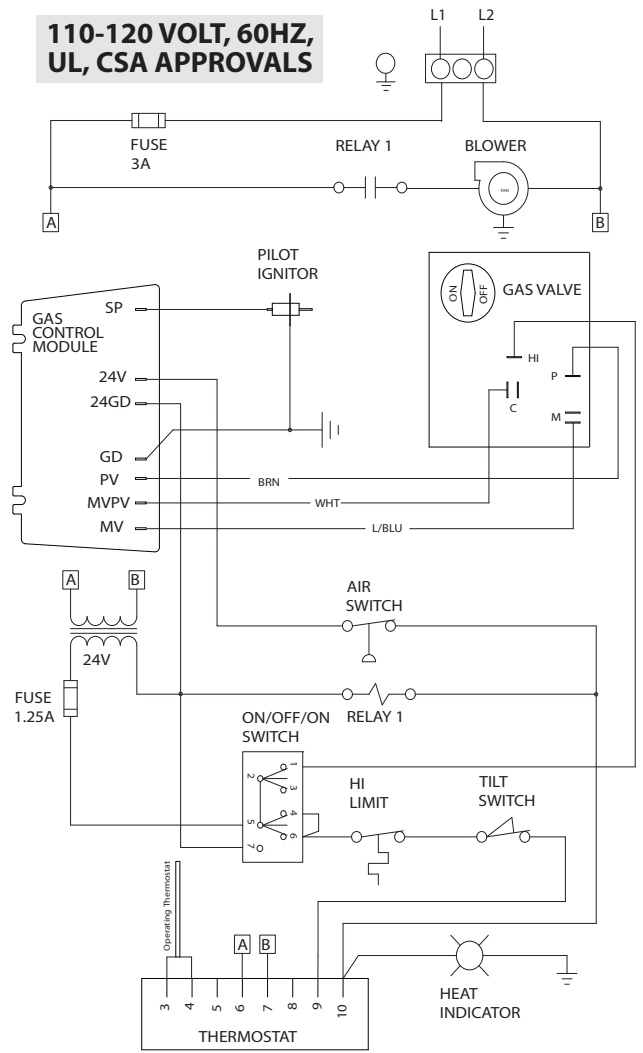 110-120 VOLT, 60HZ,
UL, CSA APPROVALS
L1
L2
FUSE
3A
RELAY 1
BLOWER
FAN
A
B
PILOT
IGNITOR
GAS
CONTROL
MODULE
SP
24V
24GD
GD
PV
MVPV
MV
ON
OFF
GAS VALVE
HI
P
C
M
BRN
WHT
L/BLU
A
B
24V
FUSE
1.25A
AIR
SWITCH
RELAY 1
ON/OFF/ON
SWITCH
1
2
3
4
5
6
7
HI
LIMIT
TILT
SWITCH
Operating Thermostat
A
B
3
4
5
6
7
8
9
10
THERMOSTAT
HEAT
INDICATOR